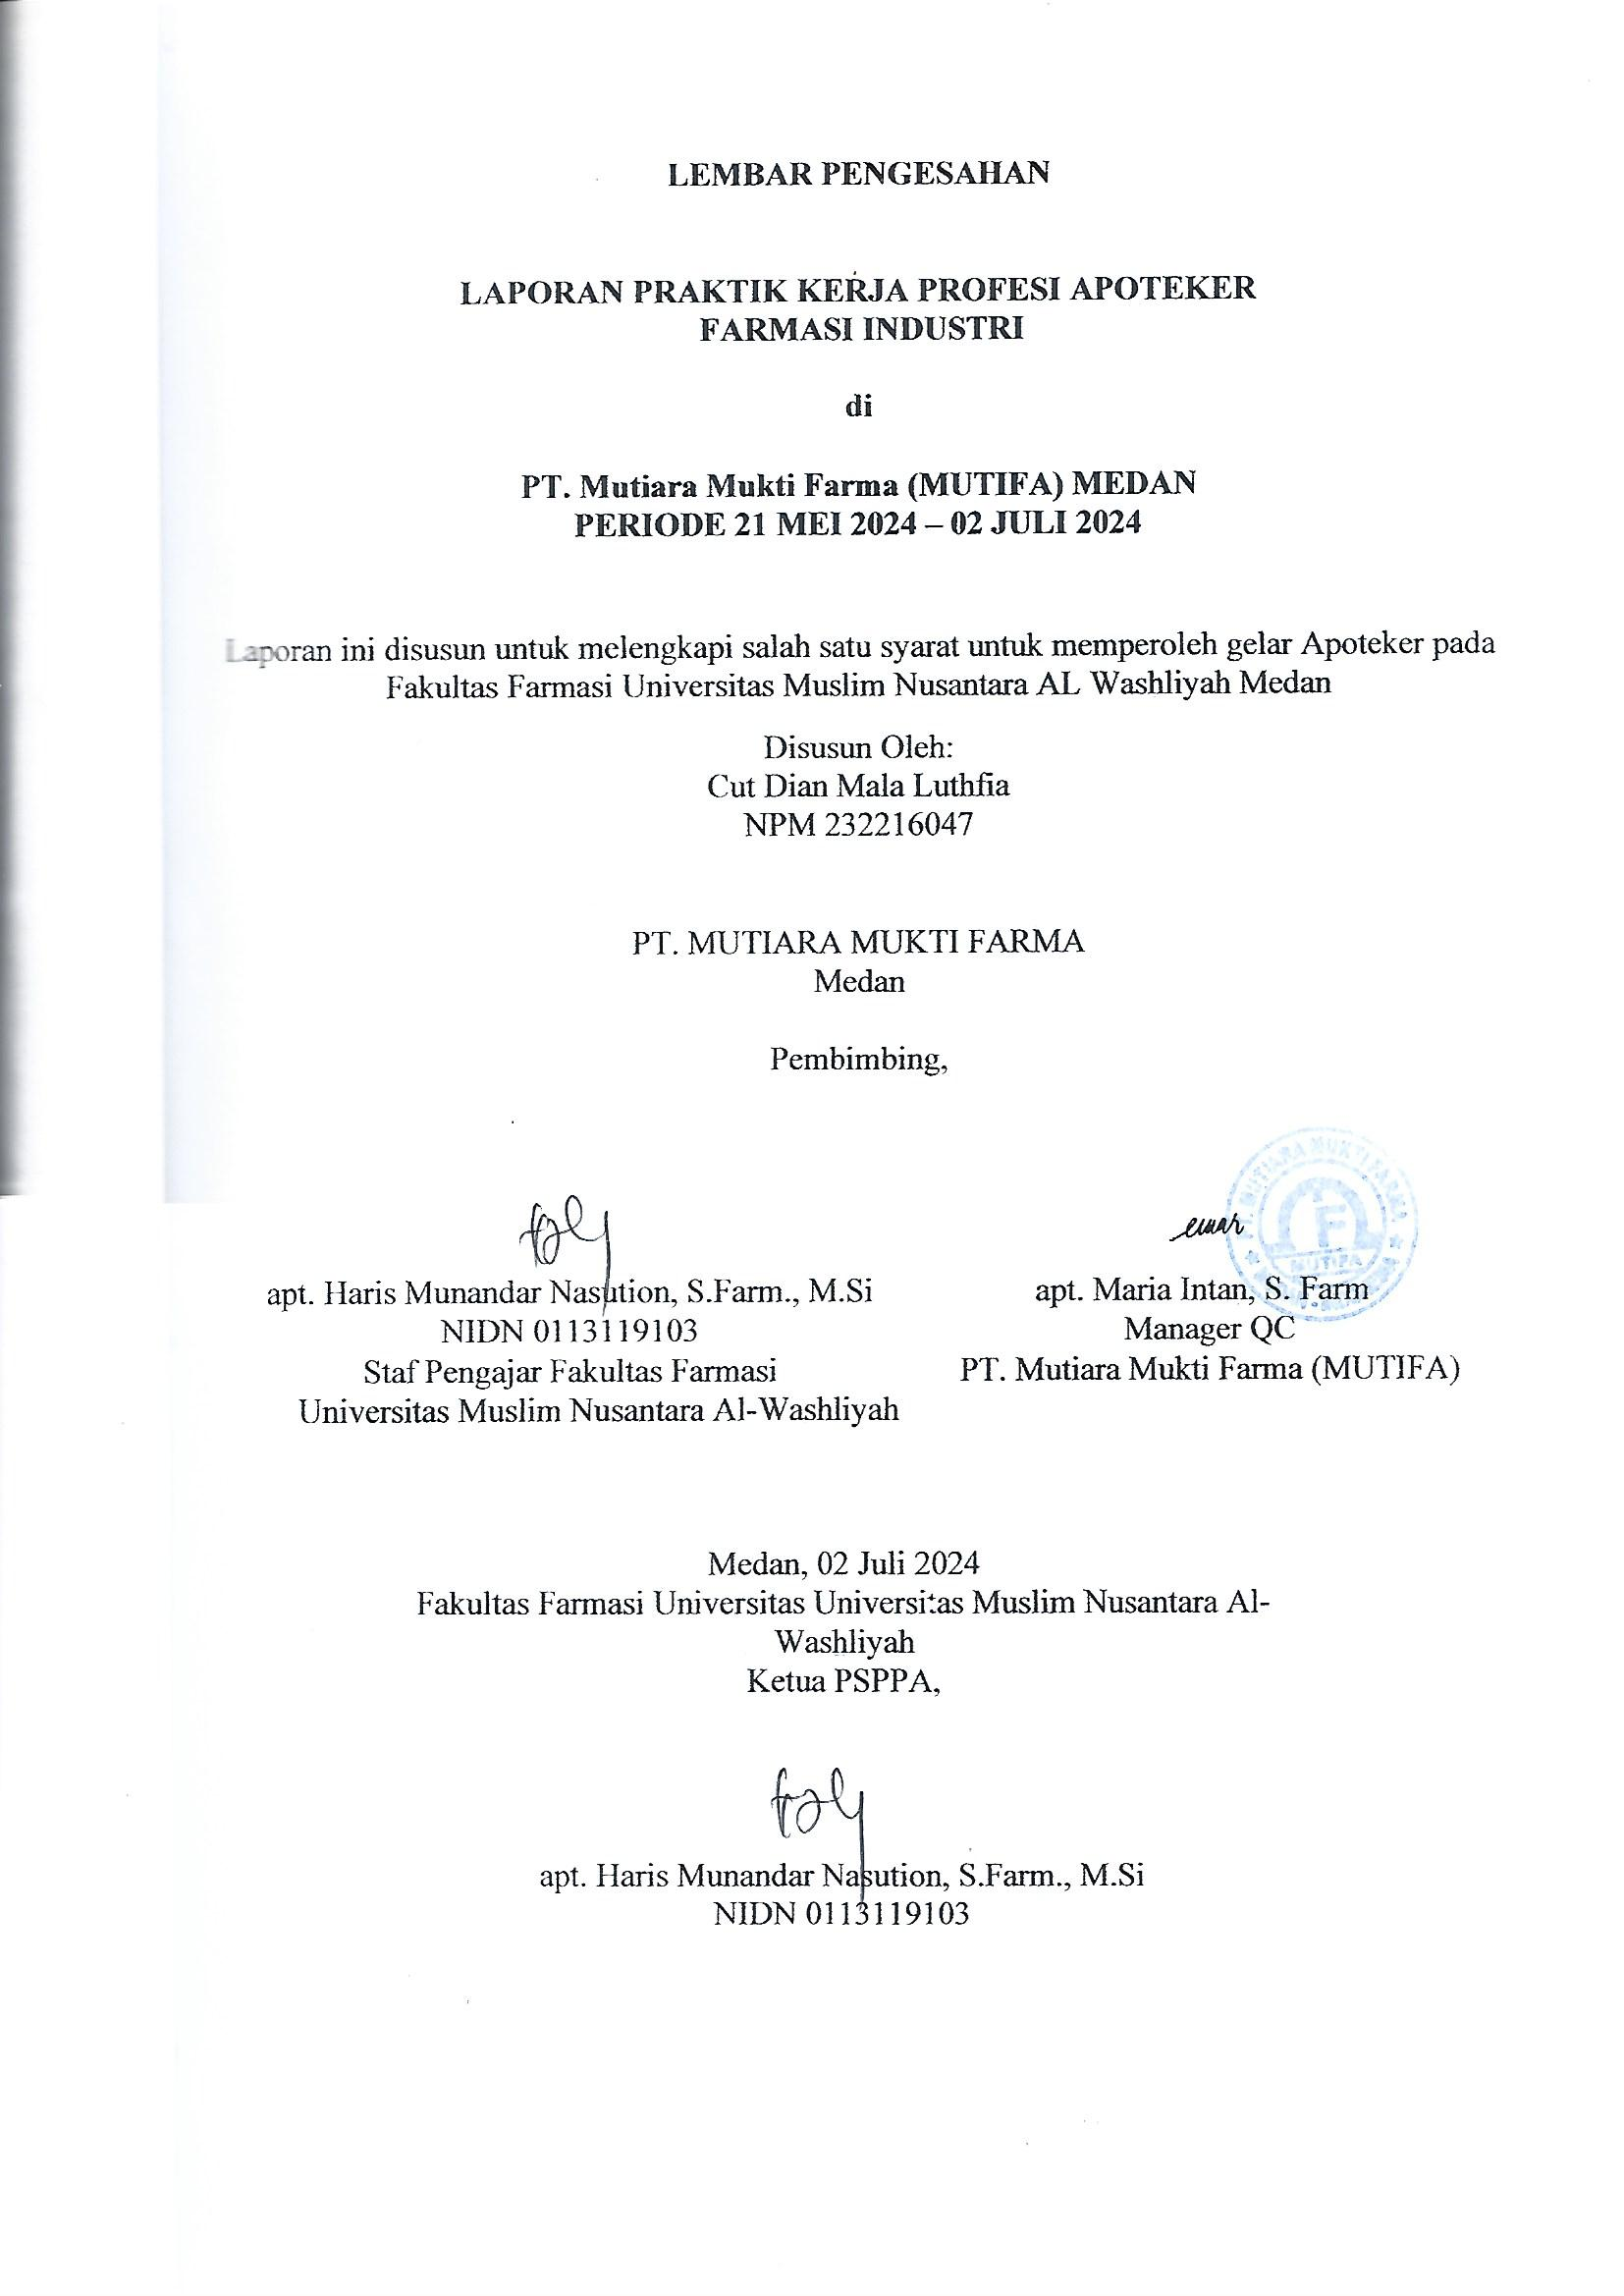 LEMBAR PENGESAHAN
LAPORAN PRAKTIK KERJA PROFESI APOTEKER
FARMASI INDUSTRI
di
PT. Mutiara Mukti Farma (MUTIFA) MEDAN
PERIODE 21 MEI 2024 – 02 JULI 2024
Laporan ini disusun untuk melengkapi salah satu syarat untuk memperoleh gelar Apoteker pada
Fakultas Farmasi Universitas Muslim Nusantara AL Washliyah Medan
Disusun Oleh:
Cut Dian Mala Luthfia
NPM 232216047
PT. MUTIARA MUKTI FARMA
Medan
Pembimbing,
PT. MUTIARA MUKTI FARMA
MUTIFA
apt. Haris Munandar Nasution, S.Farm., M.Si
NIDN 0113119103
Staf Pengajar Fakultas Farmasi
Universitas Muslim Nusantara Al-Washliyah
apt. Maria Intan, S. Farm
Manager QC
PT. Mutiara Mukti Farma (MUTIFA)
Medan, 02 Juli 2024
Fakultas Farmasi Universitas Universitas Muslim Nusantara Al-
Washliyah
Ketua PSPPA,
apt. Haris Munandar Nasution, S.Farm., M.Si
NIDN 0113119103